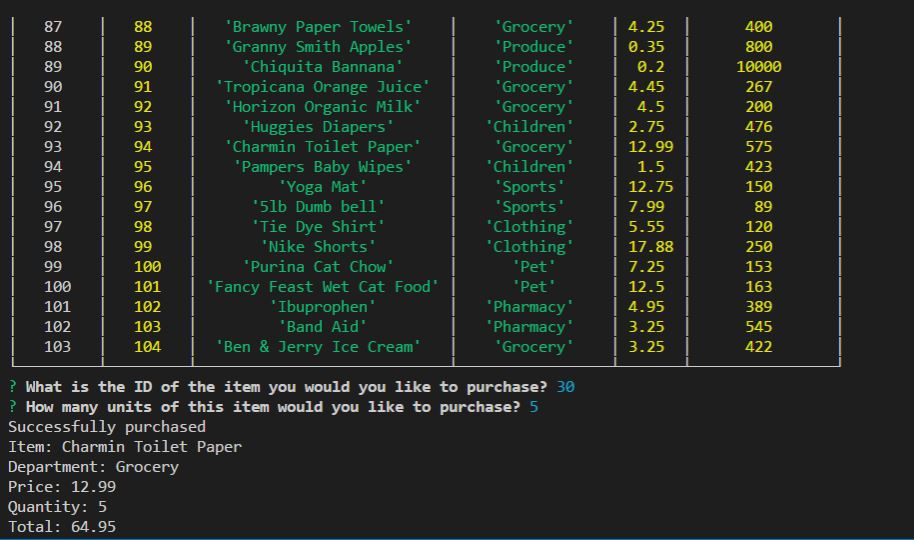 87 88 'Brawny Paper Towels' 'Grocery' 4.25 400
88 89 'Granny Smith Apples' 'Produce' 0.35 800
89 90 'Chiquita Bannana' 'Produce' 0.2 10000
90 91 'Tropicana Orange Juice' 'Grocery' 4.45 267
91 92 'Horizon Organic Milk' 'Grocery' 4.5 200
92 93 'Huggies Diapers' 'Children' 2.75 476
93 94 'Charmin Toilet Paper' 'Grocery' 12.99 575
94 95 'Pampers Baby Wipes' 'Children' 1.5 423
95 96 'Yoga Mat' 'Sports' 12.75 150
96 97 '5lb Dumb bell' 'Sports' 7.99 89
97 98 'Tie Dye Shirt' 'Clothing' 5.55 120
98 99 'Nike Shorts' 'Clothing' 17.88 250
99 100 'Purina Cat Chow' 'Pet' 7.25 153
100 101 'Fancy Feast Wet Cat Food' 'Pet' 12.5 163
101 102 'Ibuprophen' 'Pharmacy' 4.95 389
102 103 'Band Aid' 'Pharmacy' 3.25 545
103 104 'Ben & Jerry Ice Cream' 'Grocery' 3.25 422
? What is the ID of the item you would you like to purchase? 30
? How many units of this item would you like to purchase? 5
Successfully purchased
Item: Charmin Toilet Paper
Department: Grocery
Price: 12.99
Quantity: 5
Total: 64.95